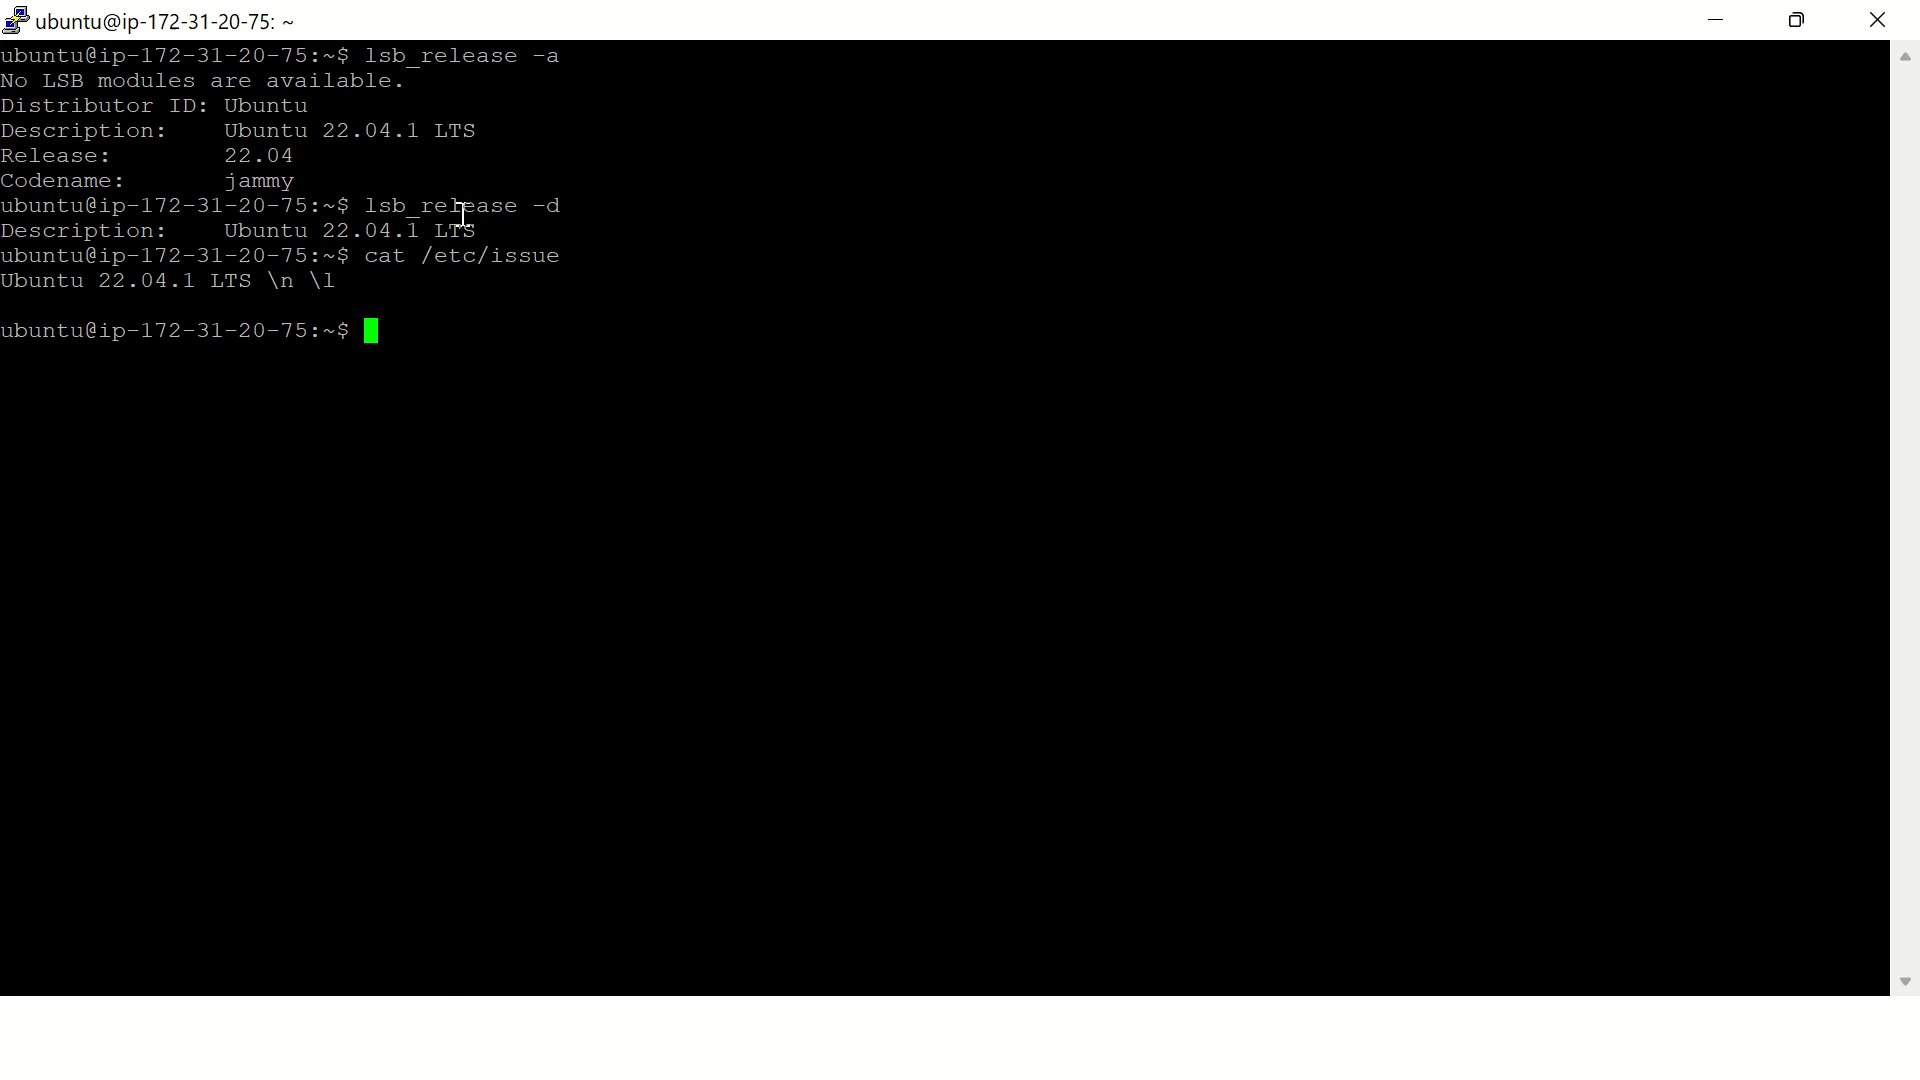 ubuntu@ip-172-31-20-75: ~
ubuntu@ip-172-31-20-75:~$ lsb_release -a
No LSB modules are available.
Distributor ID: Ubuntu
Description:    Ubuntu 22.04.1 LTS
Release:        22.04
Codename:       jammy
ubuntu@ip-172-31-20-75:~$ lsb_release -d
Description:    Ubuntu 22.04.1 LTS
ubuntu@ip-172-31-20-75:~$ cat /etc/issue
Ubuntu 22.04.1 LTS \n \l
ubuntu@ip-172-31-20-75:~$